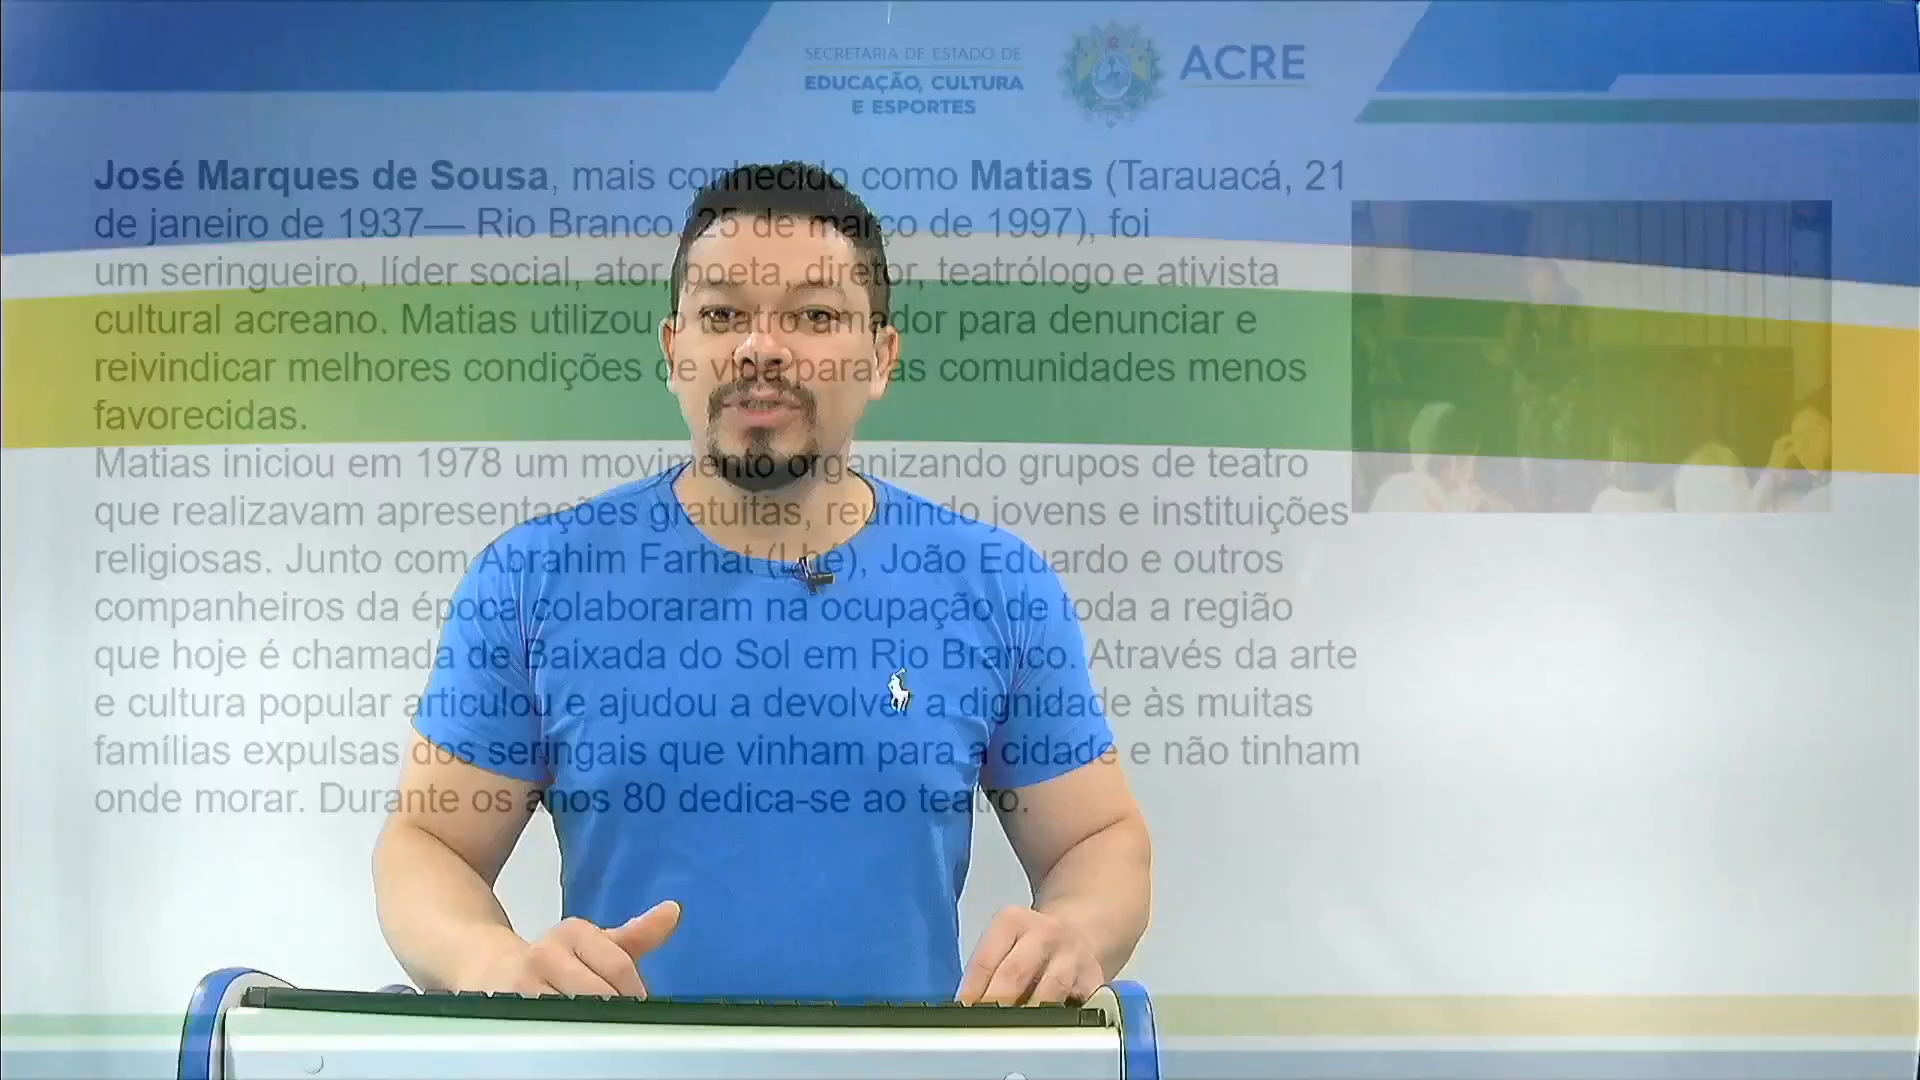 SECRETARIA DE ESTADO DE
EDUCAÇÃO, CULTURA
E ESPORTES
ACRE
José Marques de Sousa, mais conhecido como Matias (Tarauacá, 21
de janeiro de 1937— Rio Branco, 25 de março de 1997), foi
um seringueiro, líder social, ator, poeta, diretor, teatrólogo e ativista
cultural acreano. Matias utilizou o para denunciar e
reivindicar melhores condições de vida para as comunidades menos
favorecidas.
Matias iniciou em 1978 um movimento organizando grupos de teatro
que realizavam apresentações gratuitas, reunindo jovens e instituições
religiosas. Junto com Abrahim Farhat (Lhé), João Eduardo e outros
companheiros da época colaboraram na ocupação de toda a região
que hoje é chamada de Baixada do Sol em Rio Branco. Através da arte
e cultura popular articulou e ajudou a devolver a dignidade às muitas
famílias expulsas dos seringais que vinham para a cidade e não tinham
onde morar. Durante os anos 80 dedica-se ao teatro.